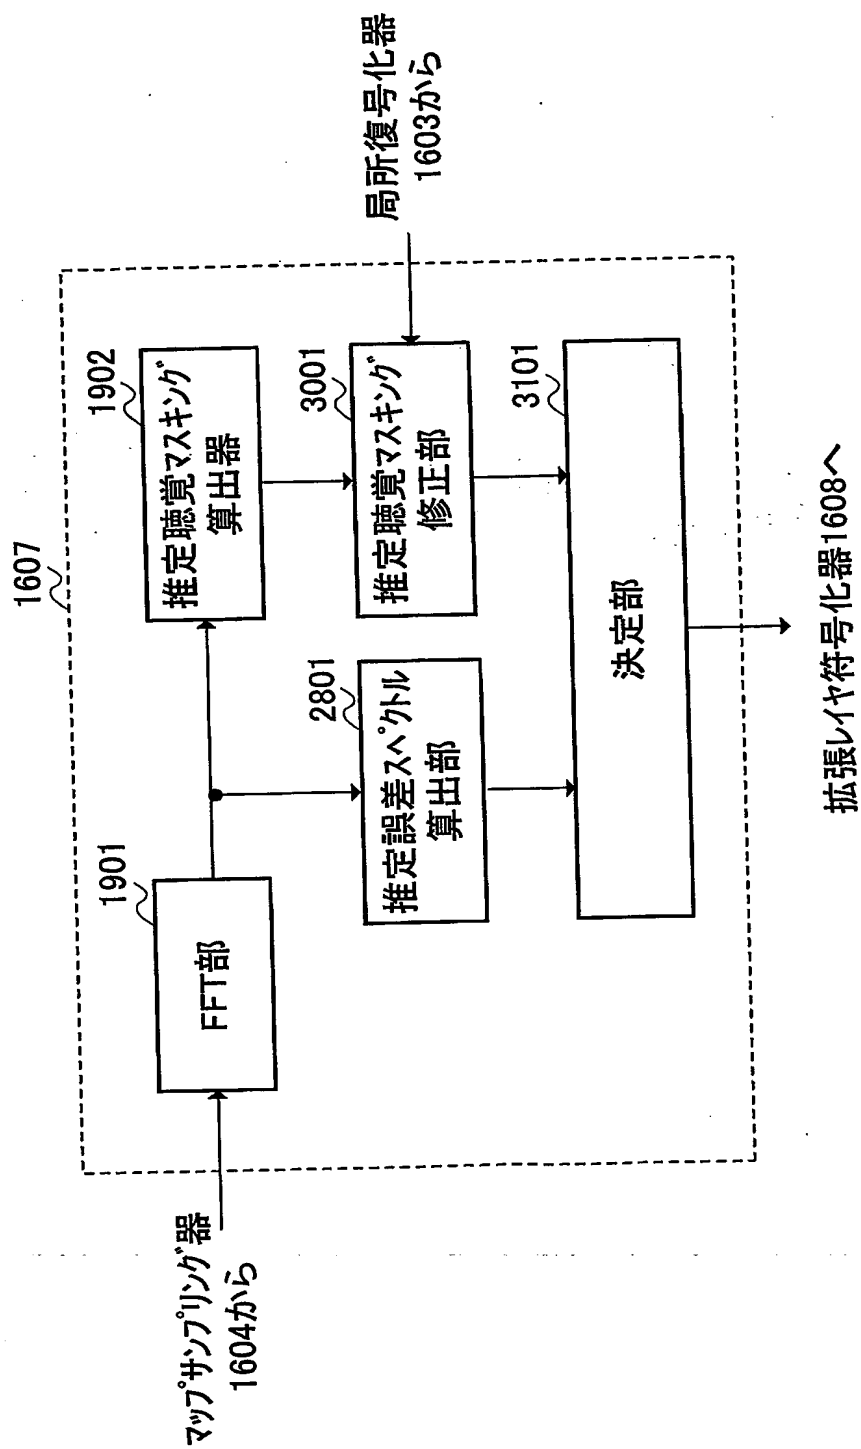 1607
マップサンプリング器
1604から
1901
FFT部
1902
推定聴覚マスキング
算出器
2801
推定誤差スペクトル
算出部
3001
推定聴覚マスキング
修正部
局所復号化器
1603から
3101
決定部
拡張レイヤ符号化器1608へ